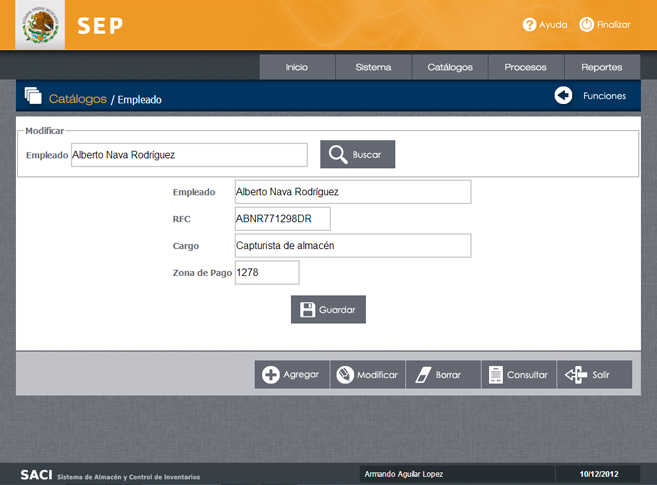 SEP
Ayuda
Finalizar
Inicio Sistema Catálogos Procesos Reportes
Catálogos / Empleado
Funciones
Modificar
Empleado Alberto Nava Rodríguez Buscar
Empleado Alberto Nava Rodríguez
RFC ABNR771298DR
Cargo Capturista de almacén
Zona de Pago 1278
Guardar
Agregar Modificar Borrar Consultar Salir
SACI Sistema de Almacén y Control de Inventarios Armando Aguilar Lopez 10/12/2012